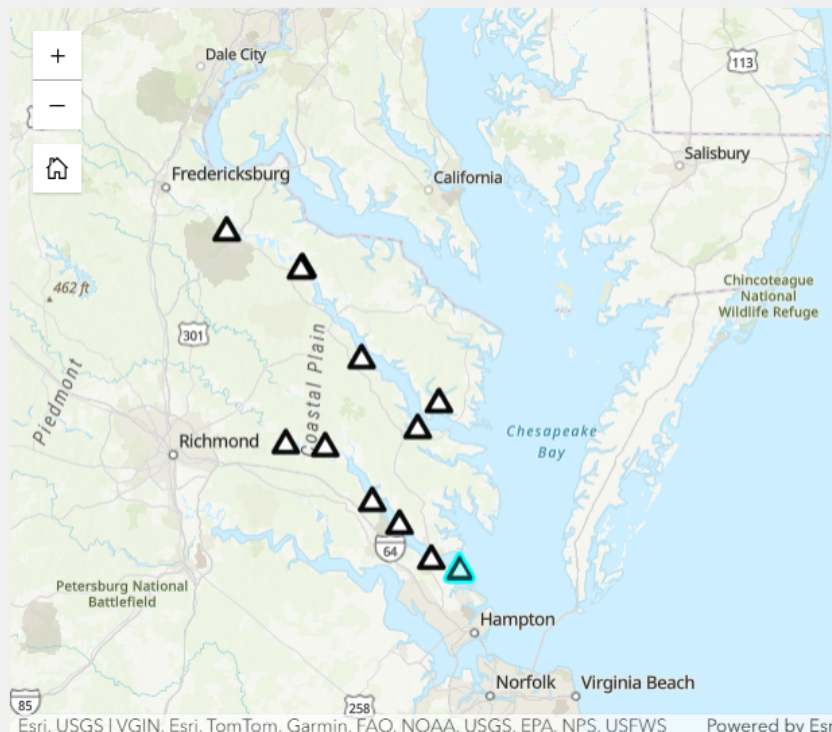 +
Dale City
113
−
Salisbury
Fredericksburg
California
462 ft
Chincoteague
National
Wildlife Refuge
301
Coastal Plain
Piedmont
Richmond
Chesapeake
Bay
64
Petersburg National
Battlefield
Hampton
Norfolk
Virginia Beach
85
258
Esri, USGS | VGIN, Esri, TomTom, Garmin, FAO, NOAA, USGS, EPA, NPS, USFWS
Powered by Esri